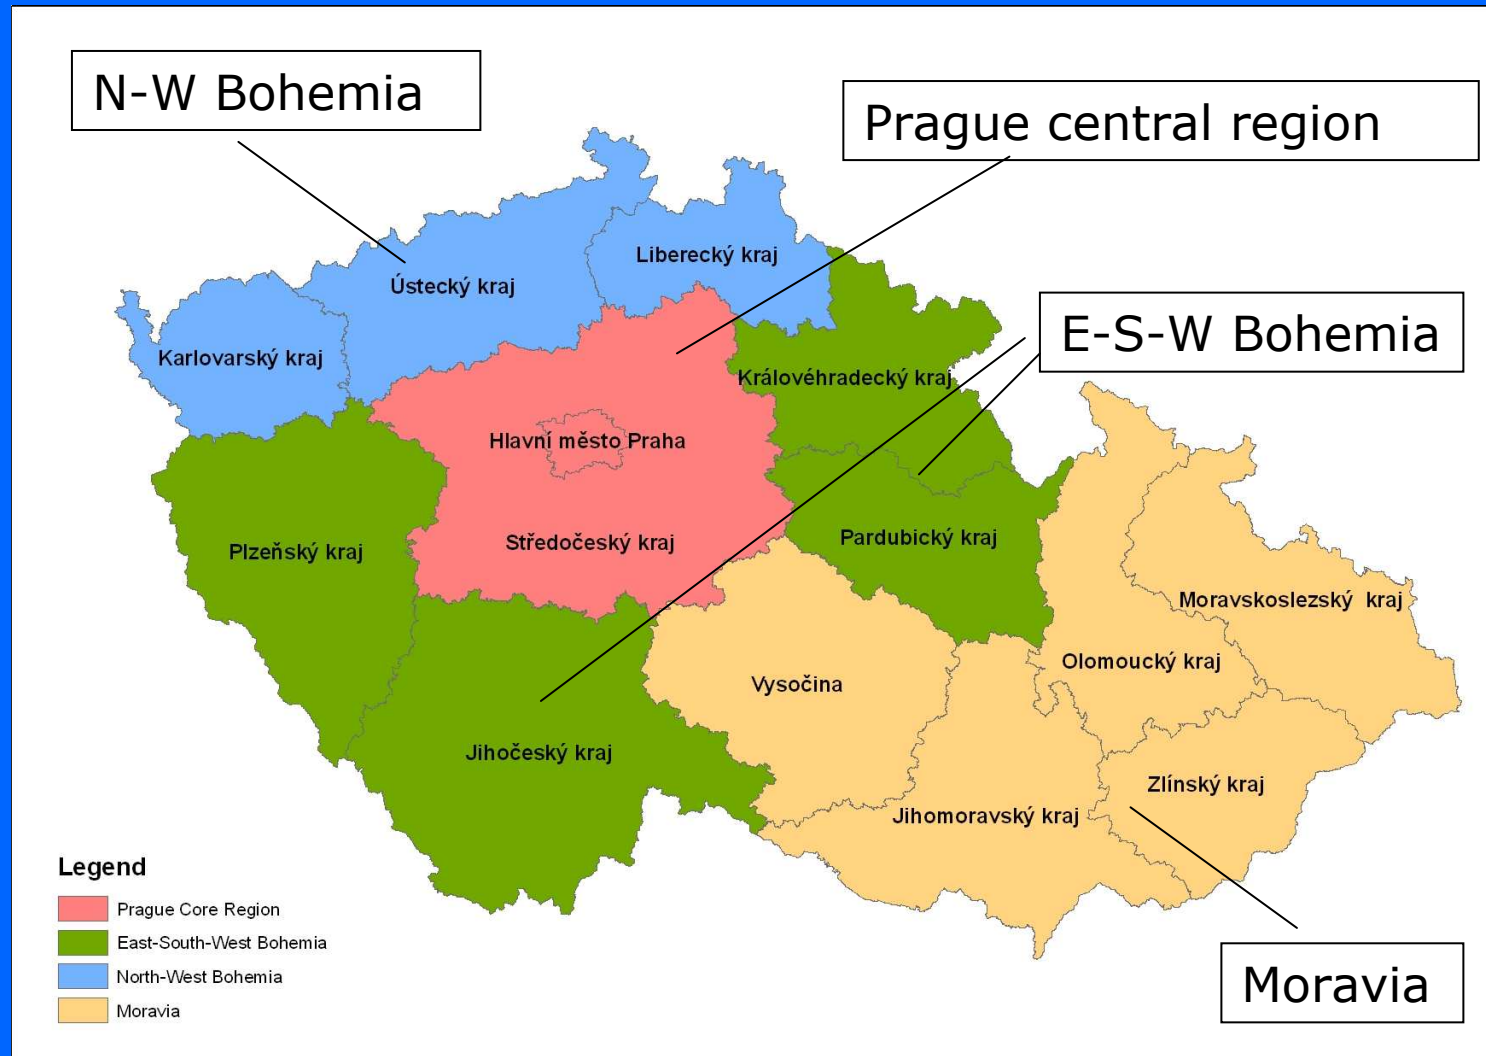 N-W Bohemia
Prague central region
Liberecký kraj
Ústecký kraj
E-S-W Bohemia
Karlovarský kraj
Královéhradecký kraj
Hlavní město Praha
Pardubický kraj
Středočeský kraj
Plzeňský kraj
Moravskoslezský kraj
Olomoucký kraj
Vysočina
Jihočeský kraj
Zlínský kraj
Jihomoravský kraj
Legend
Prague Core Region
East-South-West Bohemia
North-West Bohemia
Moravia
Moravia